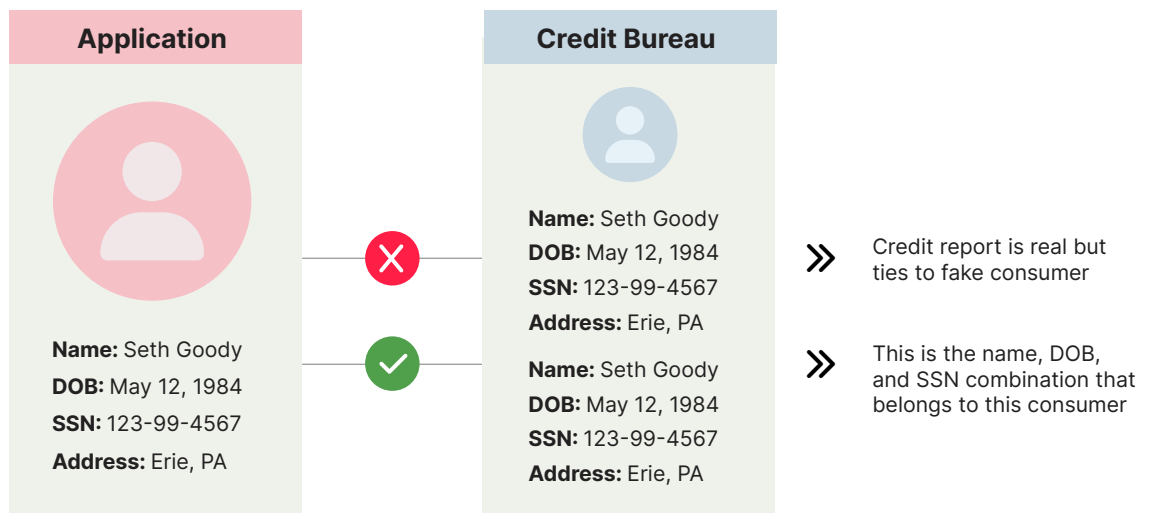 Application
Credit Bureau
Name: Seth Goody
DOB: May 12, 1984
SSN: 123-99-4567
Address: Erie, PA
Name: Seth Goody
DOB: May 12, 1984
SSN: 123-99-4567
Address: Erie, PA
Name: Seth Goody
DOB: May 12, 1984
SSN: 123-99-4567
Address: Erie, PA
Credit report is real but
ties to fake consumer
This is the name, DOB,
and SSN combination that
belongs to this consumer